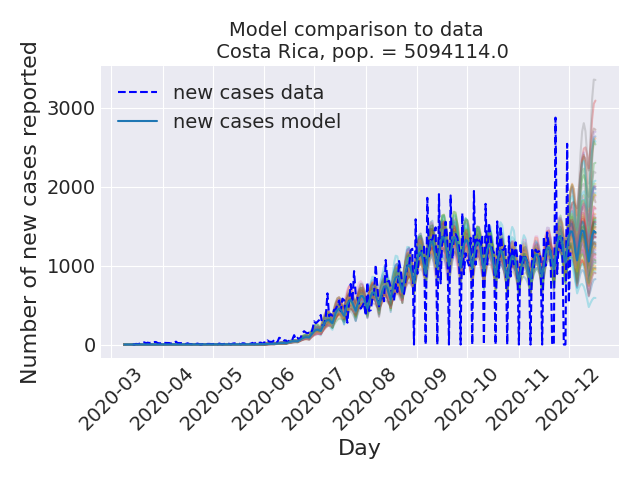 Model comparison to data
Costa Rica, pop. = 5094114.0
new cases data
new cases model
Number of new cases reported
3000
2000
1000
0
2020-03
2020-04
2020-05
2020-06
2020-07
2020-08
2020-09
2020-10
2020-11
2020-12
Day